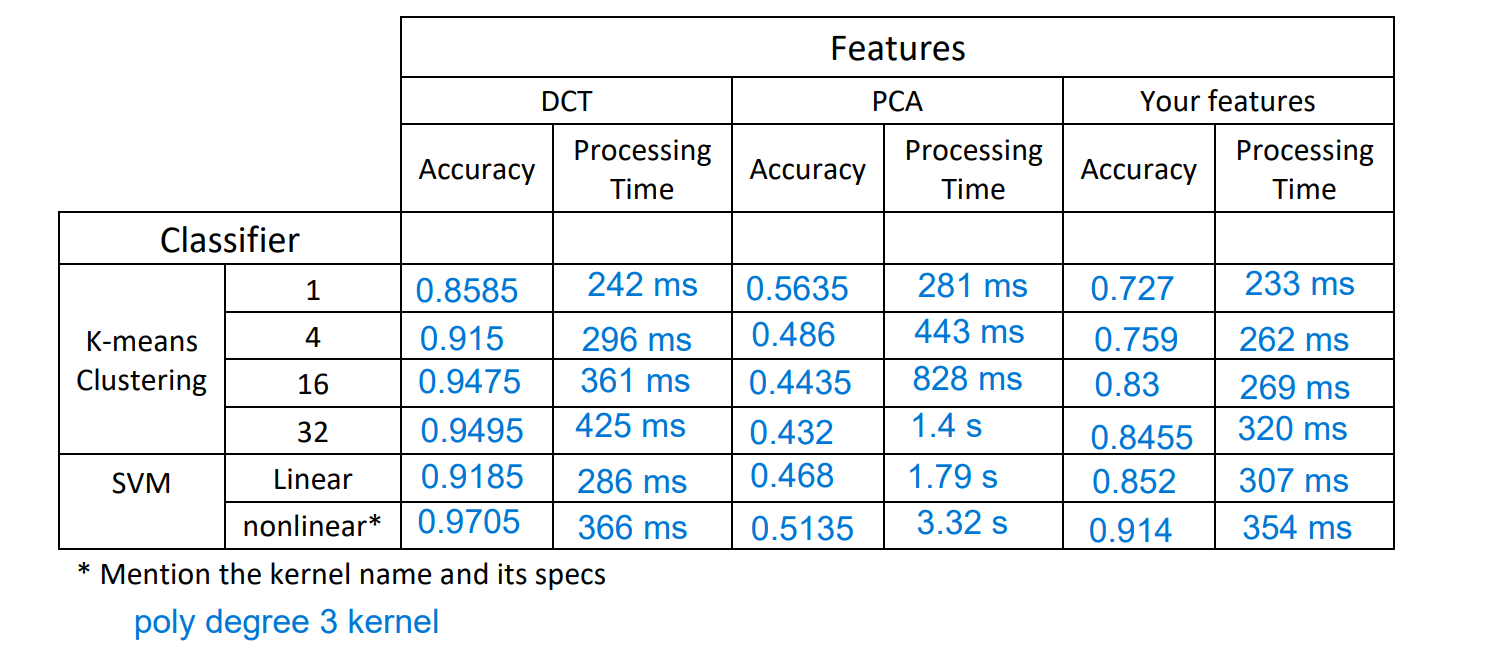 Features
DCT PCA Your features
Accuracy Processing Time Accuracy Processing Time Accuracy Processing Time
Classifier
K-means Clustering 1 0.8585 242 ms 0.5635 281 ms 0.727 233 ms
4 0.915 296 ms 0.486 443 ms 0.759 262 ms
16 0.9475 361 ms 0.4435 828 ms 0.83 269 ms
32 0.9495 425 ms 0.432 1.4 s 0.8455 320 ms
SVM Linear 0.9185 286 ms 0.468 1.79 s 0.852 307 ms
nonlinear* 0.9705 366 ms 0.5135 3.32 s 0.914 354 ms
* Mention the kernel name and its specs
poly degree 3 kernel